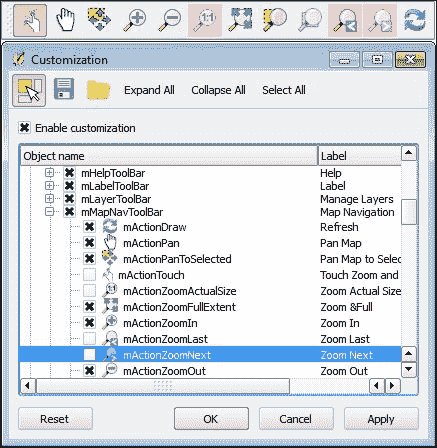 1:1
Customization
Expand All Collapse All Select All
Enable customization
Object name Label
mHelpToolBar Help
mLabelToolBar Label
mLayerToolBar Manage Layers
mMapNavToolBar Map Navigation
mActionDraw Refresh
mActionPan Pan Map
mActionPanToSelected Pan Map to Selec
mActionTouch Touch Zoom and
mActionZoomActualSize Zoom Actual Size
mActionZoomFullExtent Zoom &Full
mActionZoomIn Zoom In
mActionZoomLast Zoom Last
mActionZoomNext Zoom Next
mActionZoomOut Zoom Out
Reset OK Cancel Apply